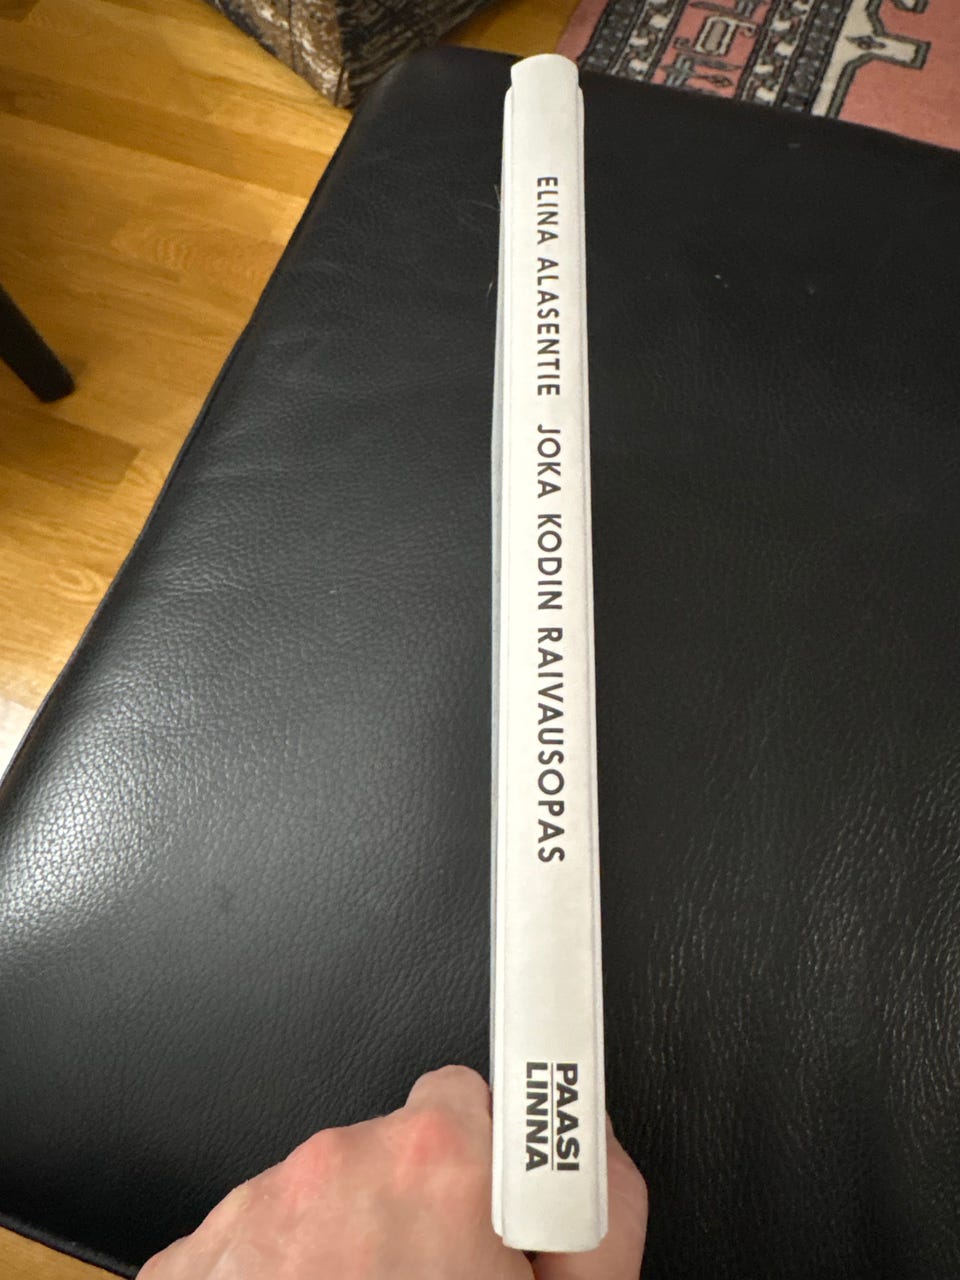 ELINA ALASENTIE JOKA KODIN RAIVAUSOPAS
PAASI
LINNA